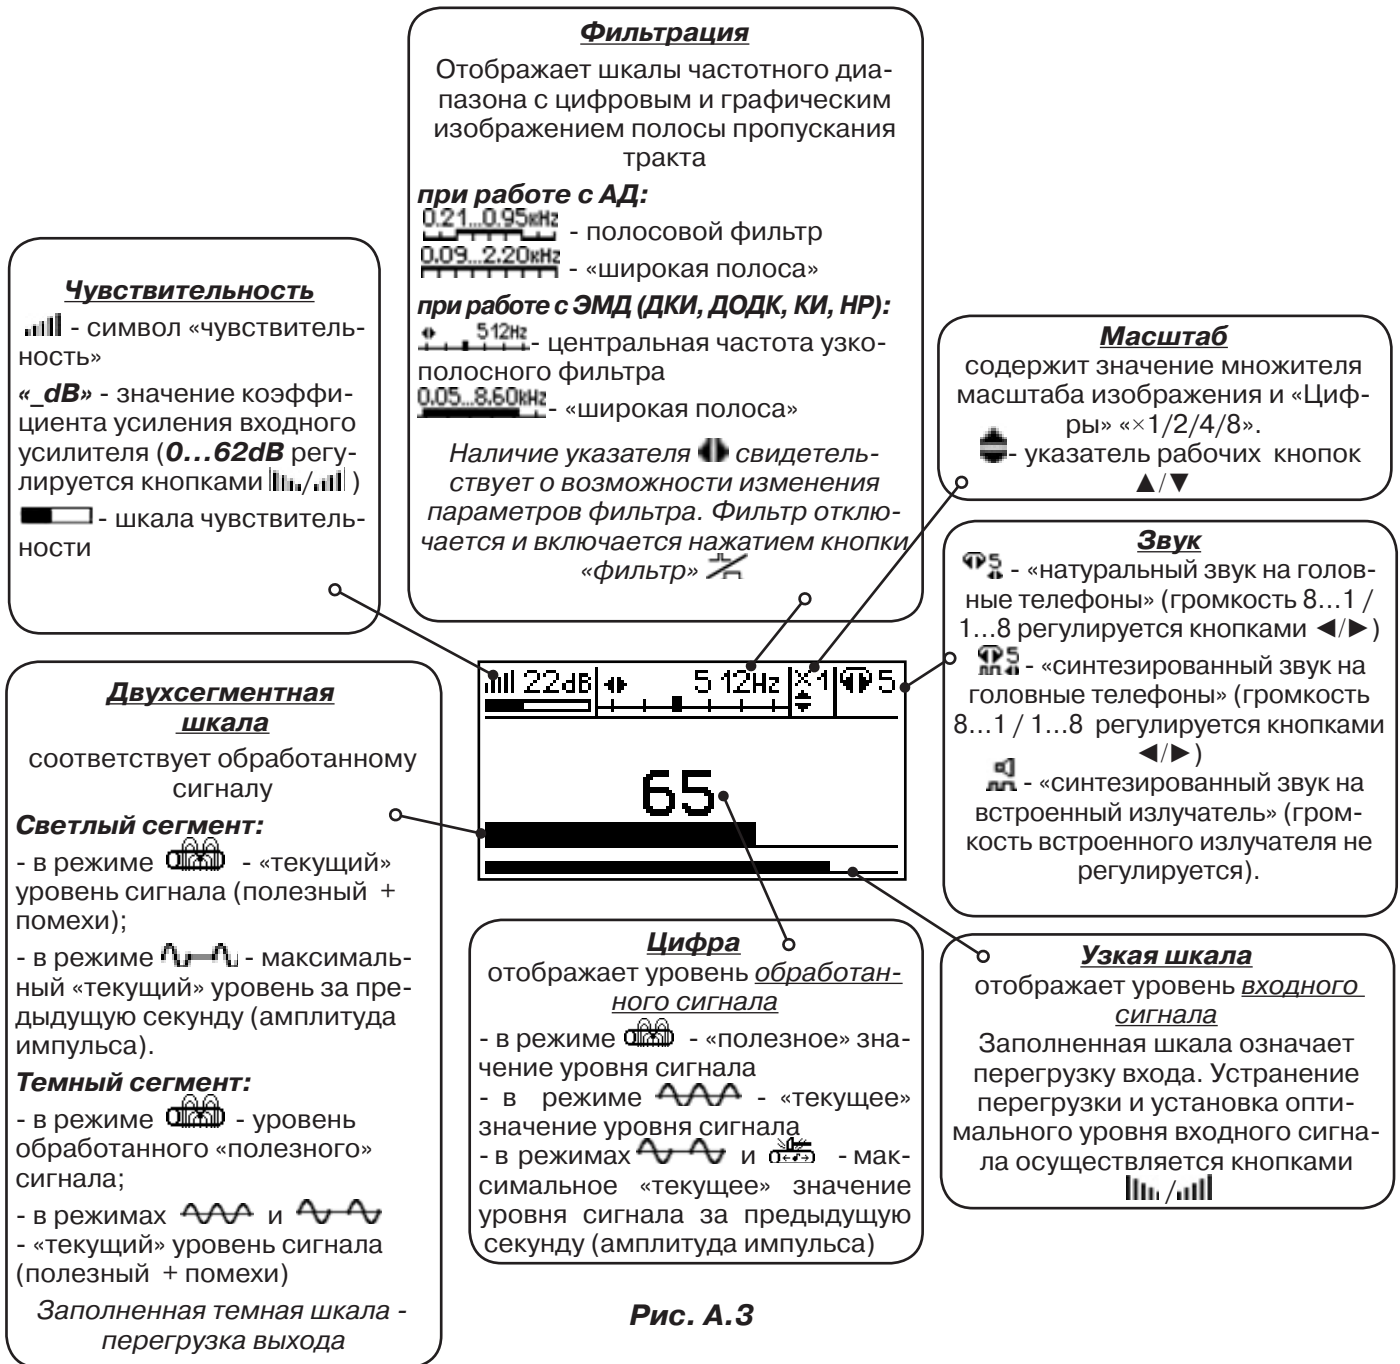 Фильтрация
Отображает шкалы частотного диа-
пазона с цифровым и графическим
изображением полосы пропускания
тракта
при работе с АД:
0.21...0.95кHz - полосовой фильтр
0.09...2.20кHz - «широкая полоса»
при работе с ЭМД (ДКИ, ДОДК, КИ, НР):
512Hz - центральная частота узко-
полосного фильтра
0.05...8.60кHz - «широкая полоса»
Наличие указателя свидетель-
ствует о возможности изменения
параметров фильтра. Фильтр отклю-
чается и включается нажатием кнопки
«фильтр»
Чувствительность
- символ «чувствитель-
ность»
«_dB» - значение коэффи-
циента усиления входного
усилителя (0...62dB регу-
лируется кнопками / )
- шкала чувствитель-
ности
Масштаб
содержит значение множителя
масштаба изображения и «Циф-
ры» «×1/2/4/8».
- указатель рабочих кнопок
▲/▼
Звук
5 - «натуральный звук на голов-
ные телефоны» (громкость 8...1 /
1...8 регулируется кнопками ◄/►)
5 - «синтезированный звук на
головные телефоны» (громкость
8...1 / 1...8 регулируется кнопками
◄/►)
- «синтезированный звук на
встроенный излучатель» (гром-
кость встроенного излучателя не
регулируется).
Двухсегментная
шкала
соответствует обработанному
сигналу
Светлый сегмент:
- в режиме - «текущий»
уровень сигнала (полезный +
помехи);
- в режиме - максималь-
ный «текущий» уровень за пре-
дыдущую секунду (амплитуда
импульса).
Темный сегмент:
- в режиме - уровень
обработанного «полезного»
сигнала;
- в режимах и
- «текущий» уровень сигнала
(полезный + помехи)
Заполненная темная шкала -
перегрузка выхода
22dB 512Hz ×1 5
65
Цифра
отображает уровень обработан-
ного сигнала
- в режиме - «полезное» зна-
чение уровня сигнала
- в режиме - «текущее»
значение уровня сигнала
- в режимах и - мак-
симальное «текущее» значение
уровня сигнала за предыдущую
секунду (амплитуда импульса)
Узкая шкала
отображает уровень входного
сигнала
Заполненная шкала означает
перегрузку входа. Устранение
перегрузки и установка опти-
мального уровня входного сигна-
ла осуществляется кнопками
/
Рис. А.3